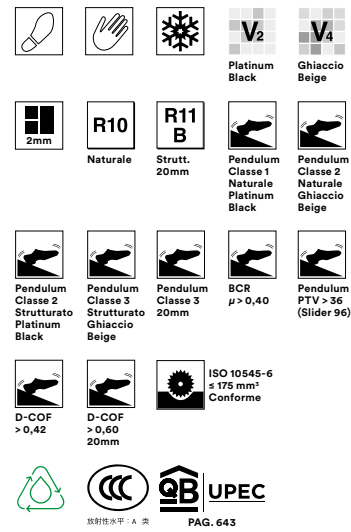 V2
V4
Platinum
Black
Ghiaccio
Beige
2mm
R10
R11
B
Naturale
Strutt.
20mm
Pendulum
Classe 1
Naturale
Platinum
Black
Pendulum
Classe 2
Naturale
Ghiaccio
Beige
Pendulum
Classe 2
Strutturato
Platinum
Black
Pendulum
Classe 3
Strutturato
Ghiaccio
Beige
Pendulum
Classe 3
20mm
BCR
µ > 0,40
Pendulum
PTV > 36
(Slider 96)
D-COF
> 0,42
D-COF
> 0,60
20mm
ISO 10545-6
≤ 175 mm³
Conforme
CCC
放射性水平：A 类
QB
UPEC
PAG. 643